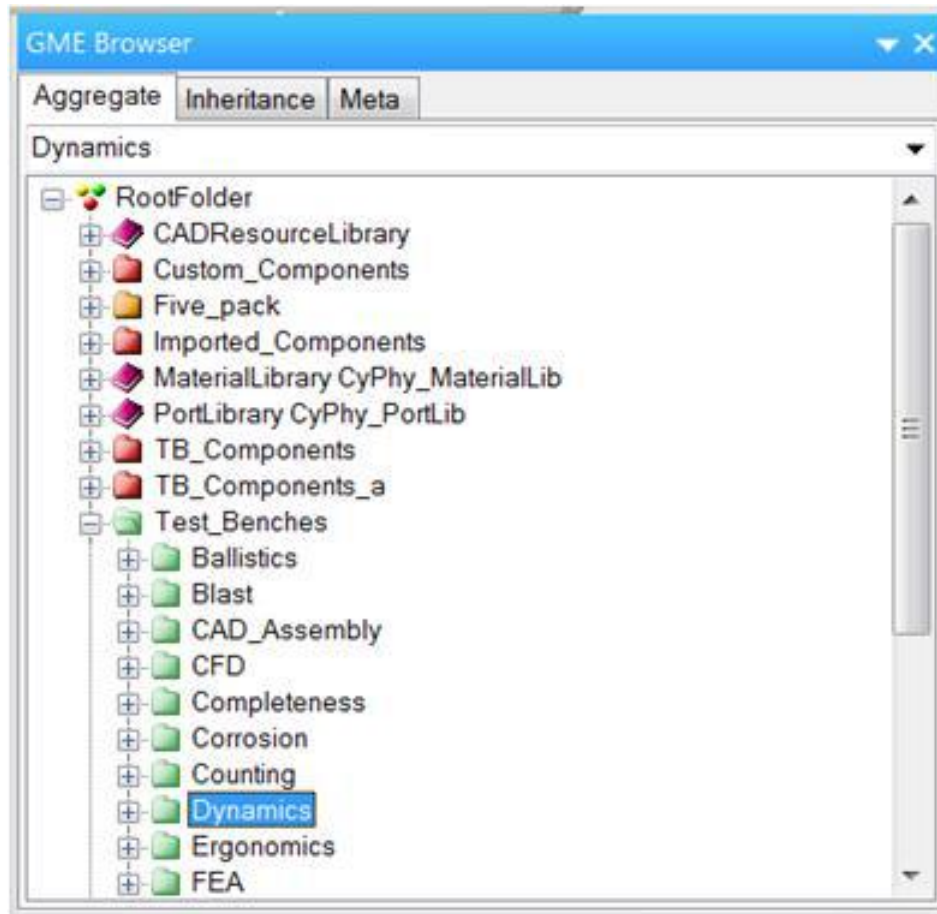 GME Browser
Aggregate Inheritance Meta
Dynamics
RootFolder
CADResourceLibrary
Custom_Components
Five_pack
Imported_Components
MaterialLibrary CyPhy_MaterialLib
PortLibrary CyPhy_PortLib
TB_Components
TB_Components_a
Test_Benches
Ballistics
Blast
CAD_Assembly
CFD
Completeness
Corrosion
Counting
Dynamics
Ergonomics
FEA